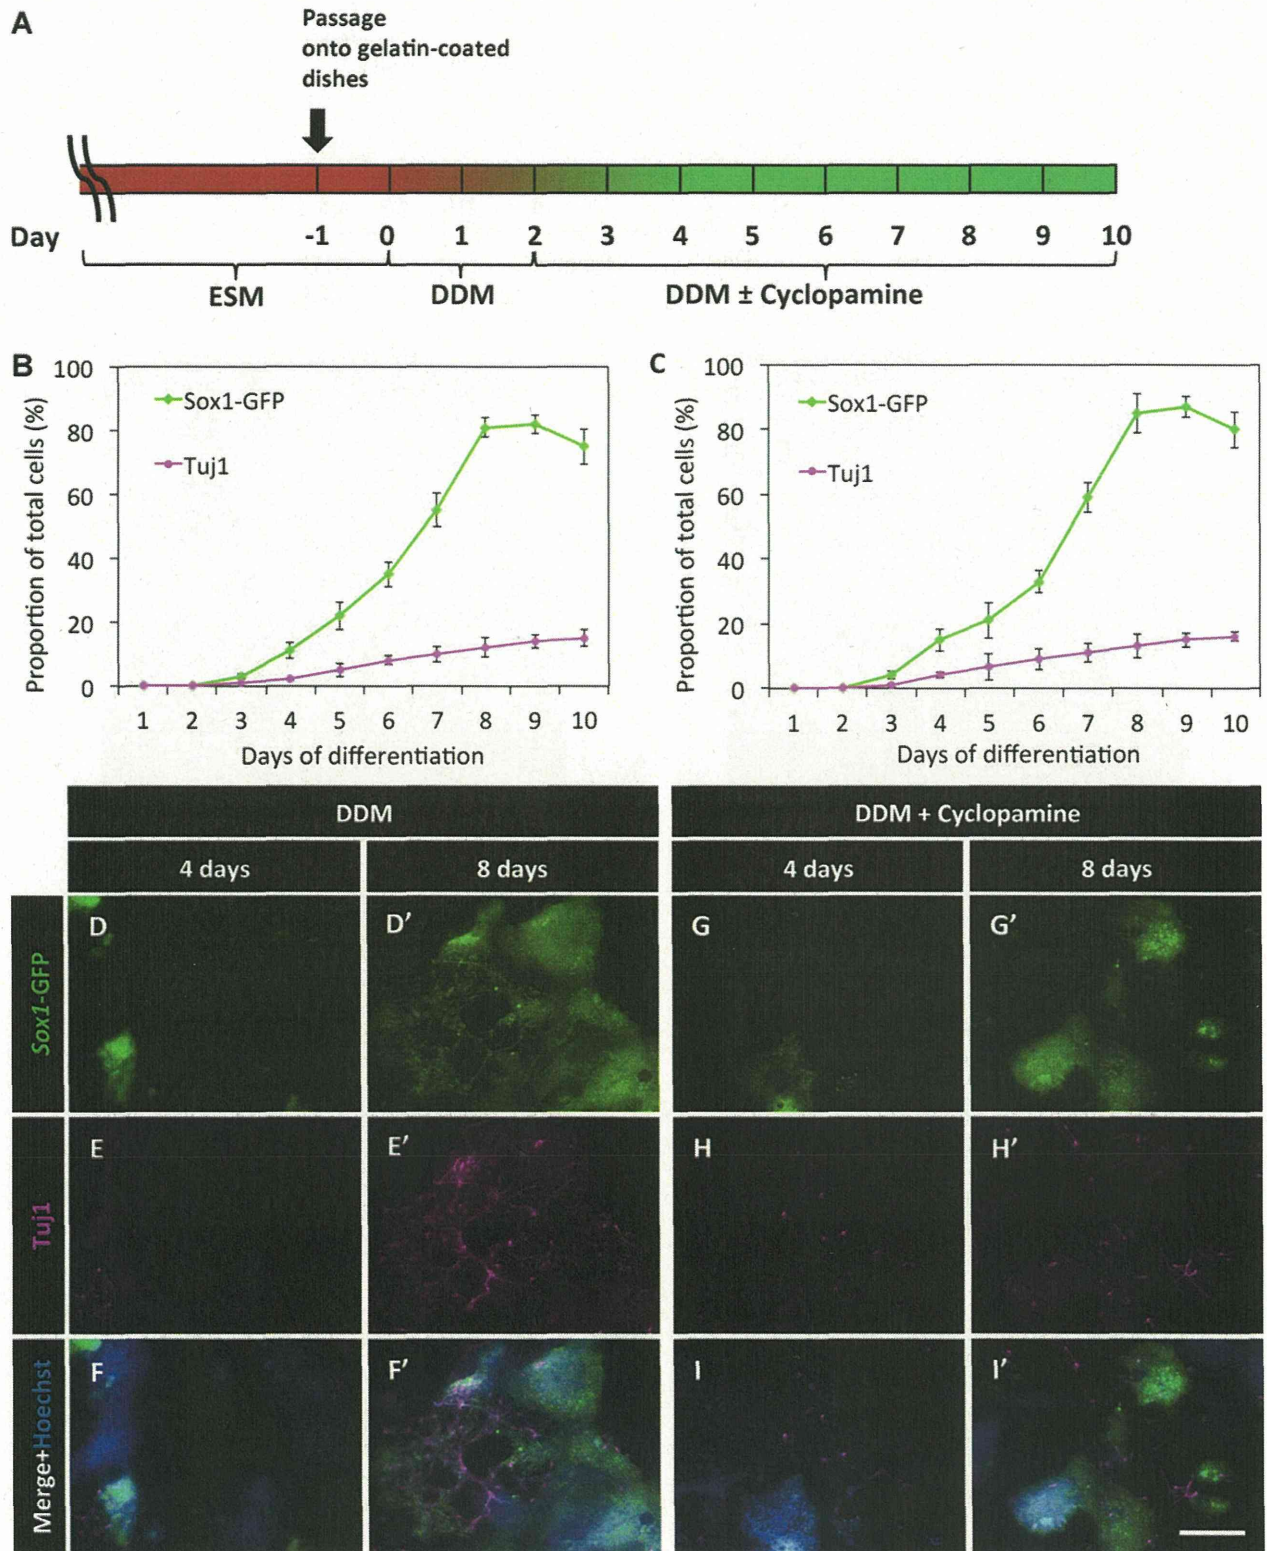 A
Passage
onto gelatin-coated
dishes
Day -1 0 1 2 3 4 5 6 7 8 9 10
ESM DDM DDM ± Cyclopamine
B
Proportion of total cells (%)
100
80
60
40
20
0
Sox1-GFP
Tuj1
1 2 3 4 5 6 7 8 9 10
Days of differentiation
C
Proportion of total cells (%)
100
80
60
40
20
0
Sox1-GFP
Tuj1
1 2 3 4 5 6 7 8 9 10
Days of differentiation
DDM DDM + Cyclopamine
4 days 8 days 4 days 8 days
Sox1-GFP
D D′ G G′
Tuj1
E E′ H H′
Merge+Hoechst
F F′ I I′